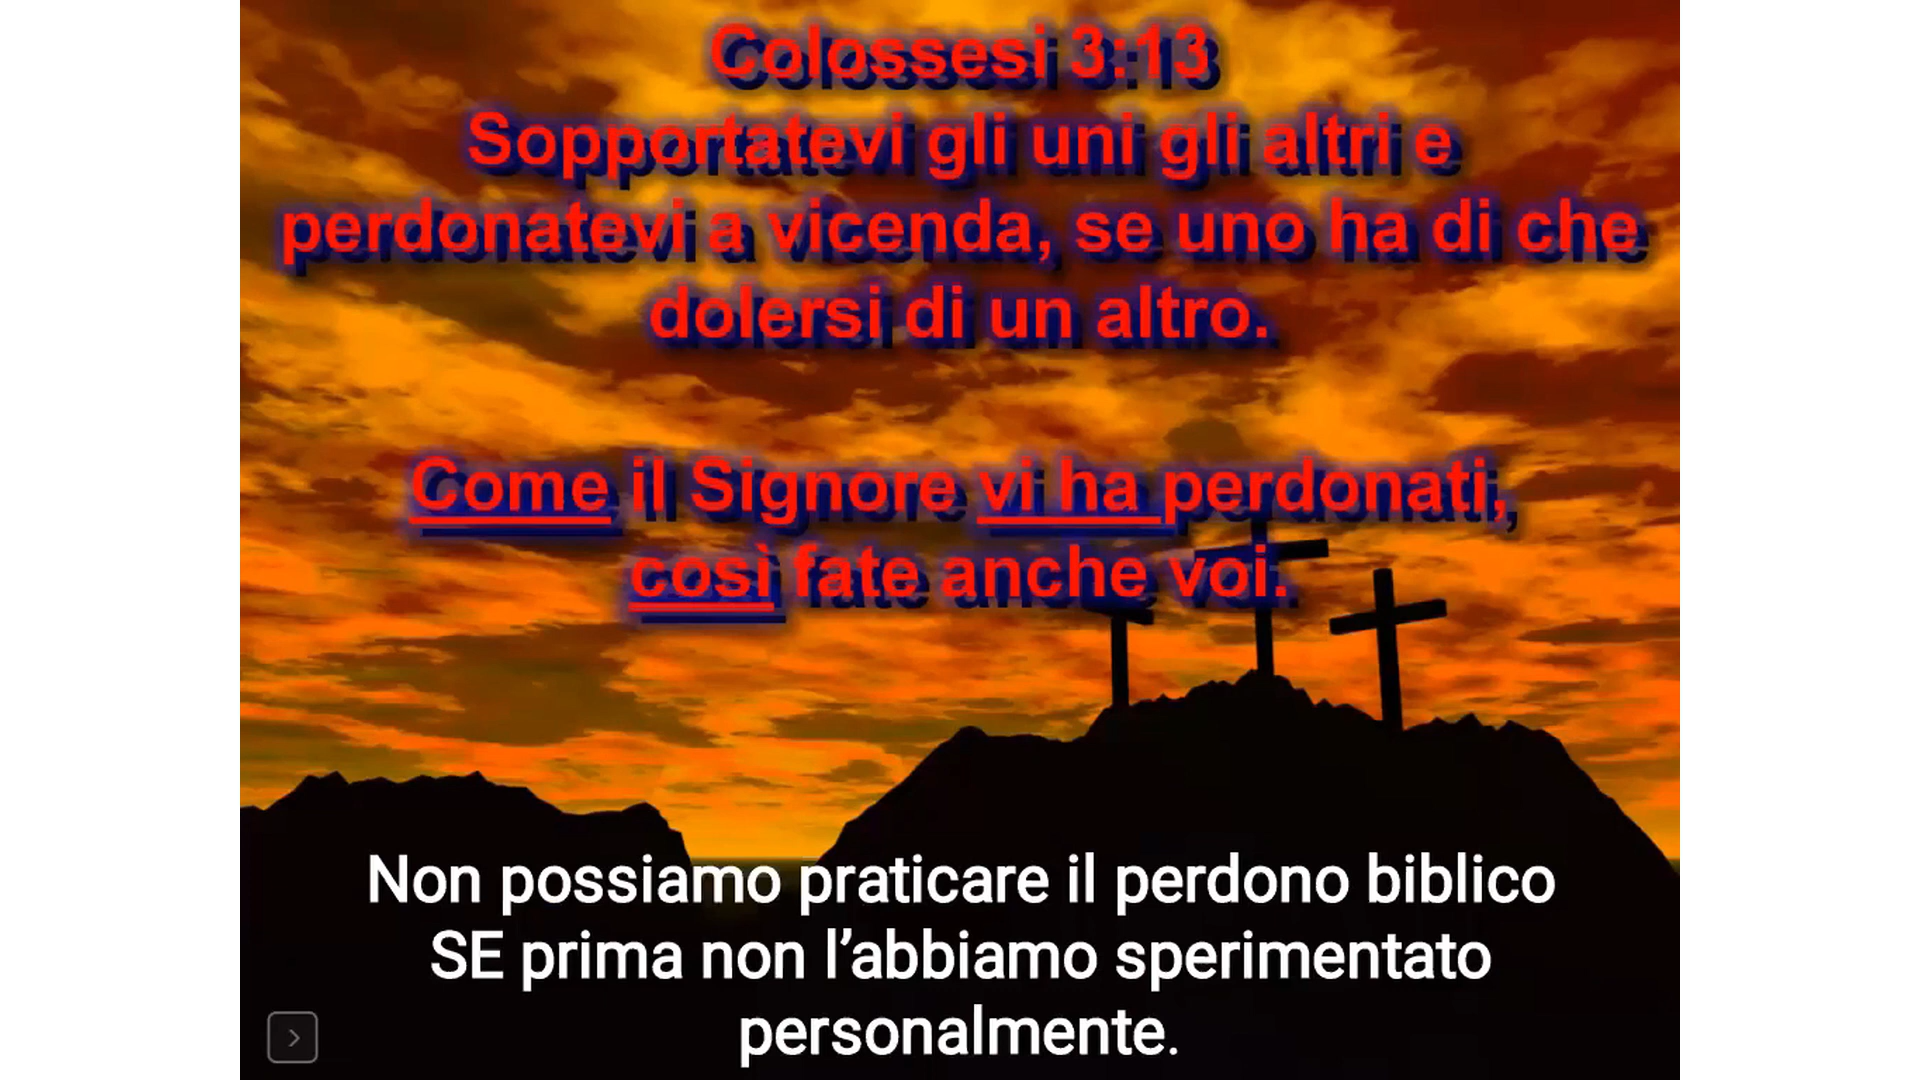 Colossesi 3:13
Sopportatevi gli uni gli altri e
perdonatevi a vicenda, se uno ha di che
dolersi di un altro.
Come il Signore vi ha perdonati,
così fate anche voi.
Non possiamo praticare il perdono biblico
SE prima non l’abbiamo sperimentato
personalmente.